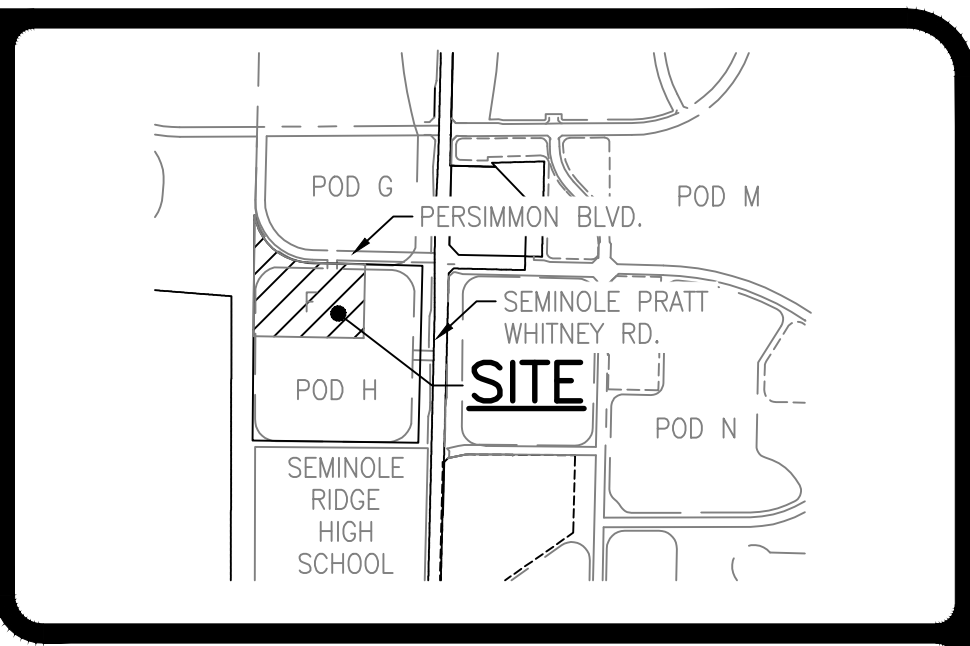 POD G
POD M
PERSIMMON BLVD.
F
SEMINOLE PRATT
WHITNEY RD.
SITE
POD H
POD N
SEMINOLE
RIDGE
HIGH
SCHOOL